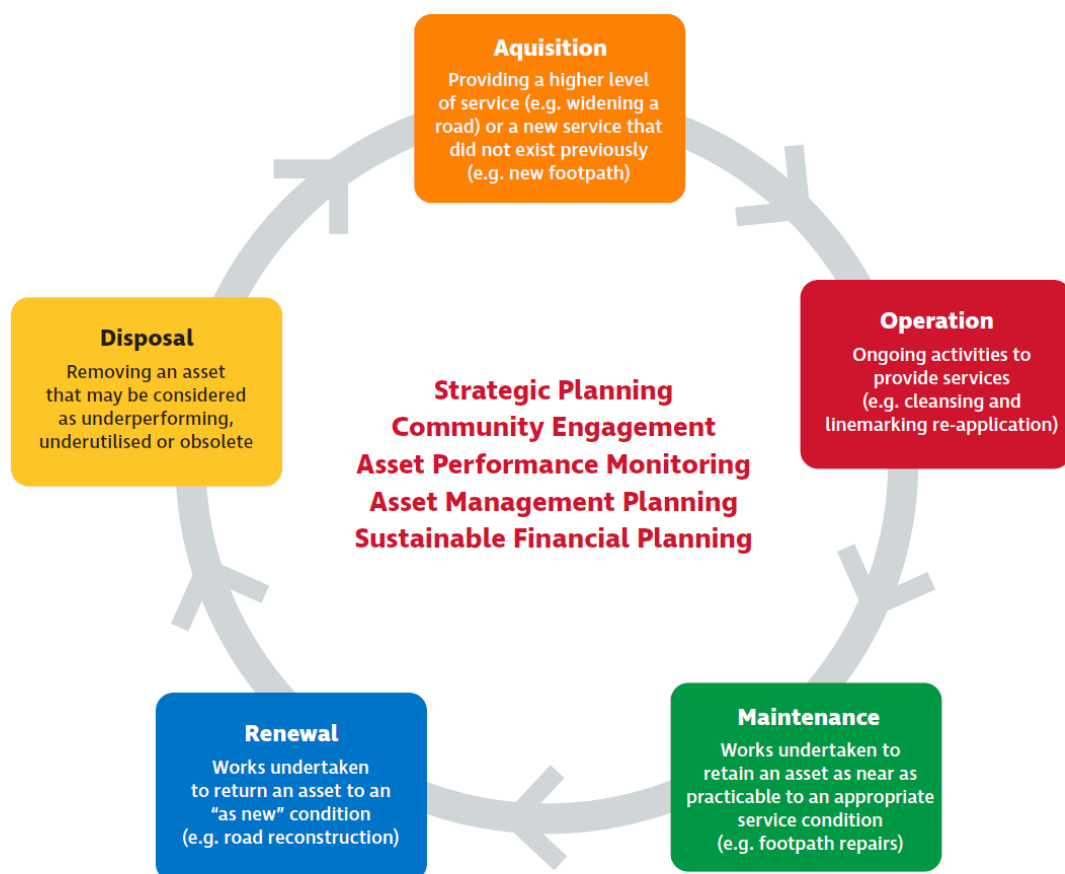 Aquisition
Providing a higher level
of service (e.g. widening a
road) or a new service that
did not exist previously
(e.g. new footpath)
Operation
Ongoing activities to
provide services
(e.g. cleansing and
linemarking re-application)
Maintenance
Works undertaken to
retain an asset as near as
practicable to an appropriate
service condition
(e.g. footpath repairs)
Renewal
Works undertaken
to return an asset to an
“as new” condition
(e.g. road reconstruction)
Disposal
Removing an asset
that may be considered
as underperforming,
underutilised or obsolete
Strategic Planning
Community Engagement
Asset Performance Monitoring
Asset Management Planning
Sustainable Financial Planning